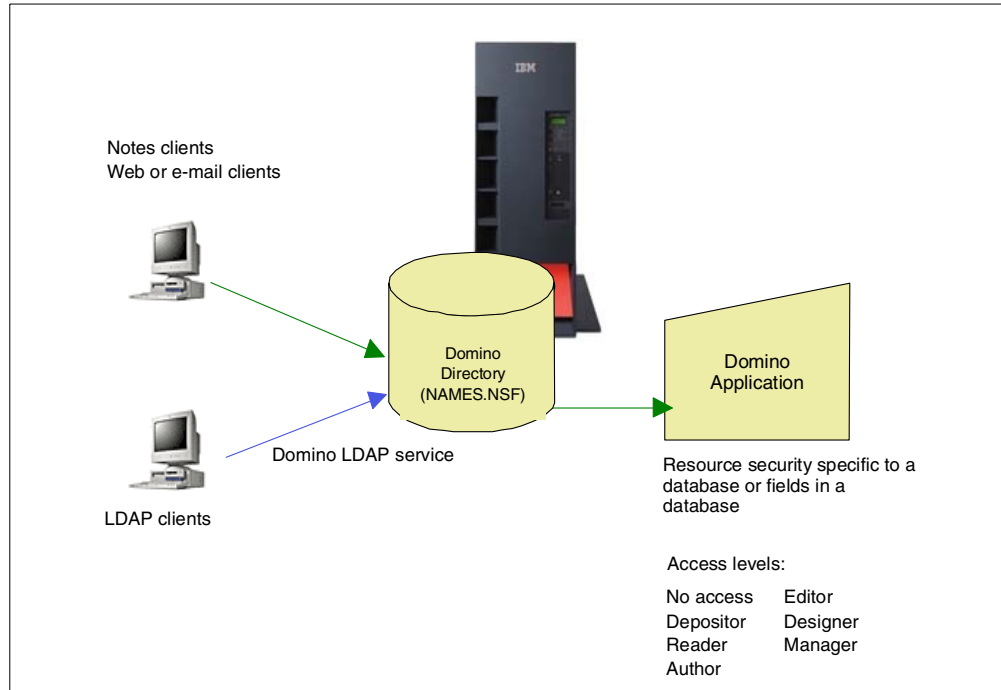 IBM
Notes clients
Web or e-mail clients
Domino
Directory
(NAMES.NSF)
Domino
Application
Domino LDAP service
LDAP clients
Resource security specific to a
database or fields in a
database
Access levels:
No access Editor
Depositor Designer
Reader Manager
Author